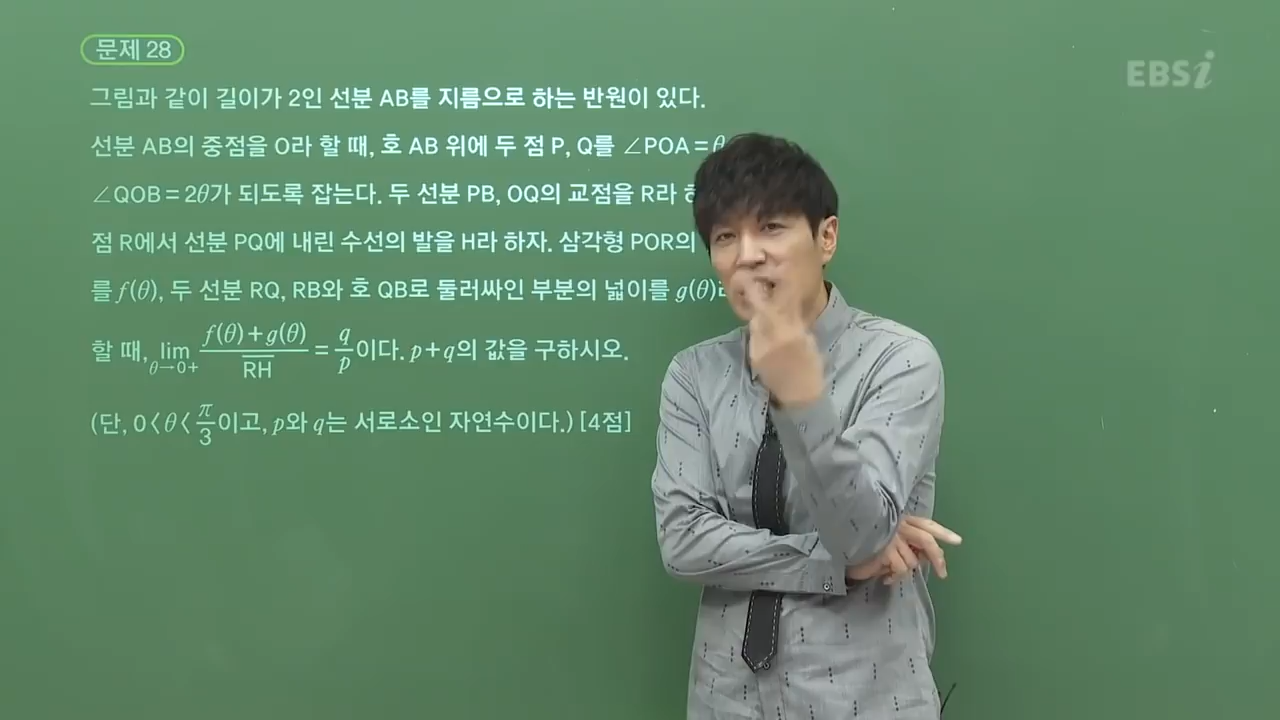 문제 28
EBSi
그림과 같이 길이가 2인 선분 AB를 지름으로 하는 반원이 있다.
선분 AB의 중점을 O라 할 때, 호 AB 위에 두 점 P, Q를 ∠POA=θ
∠QOB=2θ가 되도록 잡는다. 두 선분 PB, OQ의 교점을 R라
점 R에서 선분 PQ에 내린 수선의 발을 H라 하자. 삼각형 POR의
를 f(θ), 두 선분 RQ, RB와 호 QB로 둘러싸인 부분의 넓이를 g(θ)
할 때, lim θ→0+ (f(θ)+g(θ))/RH = q/p이다. p+q의 값을 구하시오.
(단, 0<θ<π/3이고, p와 q는 서로소인 자연수이다.) [4점]